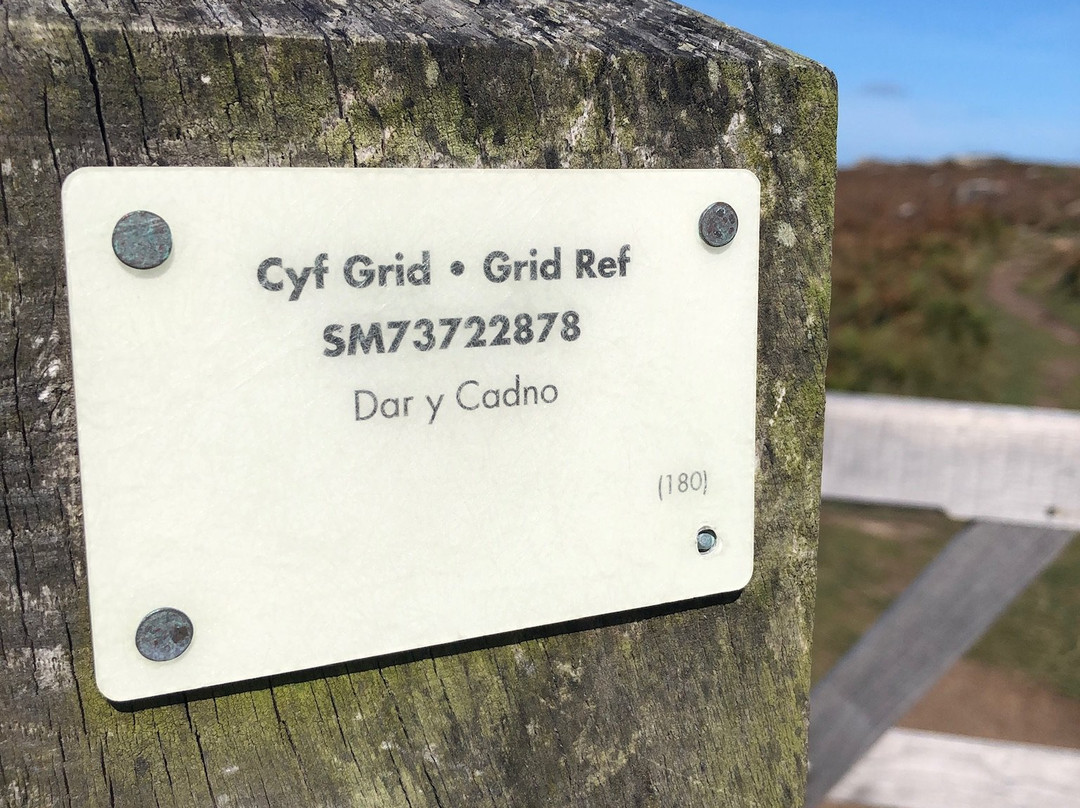 Cyf Grid • Grid Ref
SM73722878
Dar y Cadno
(180)